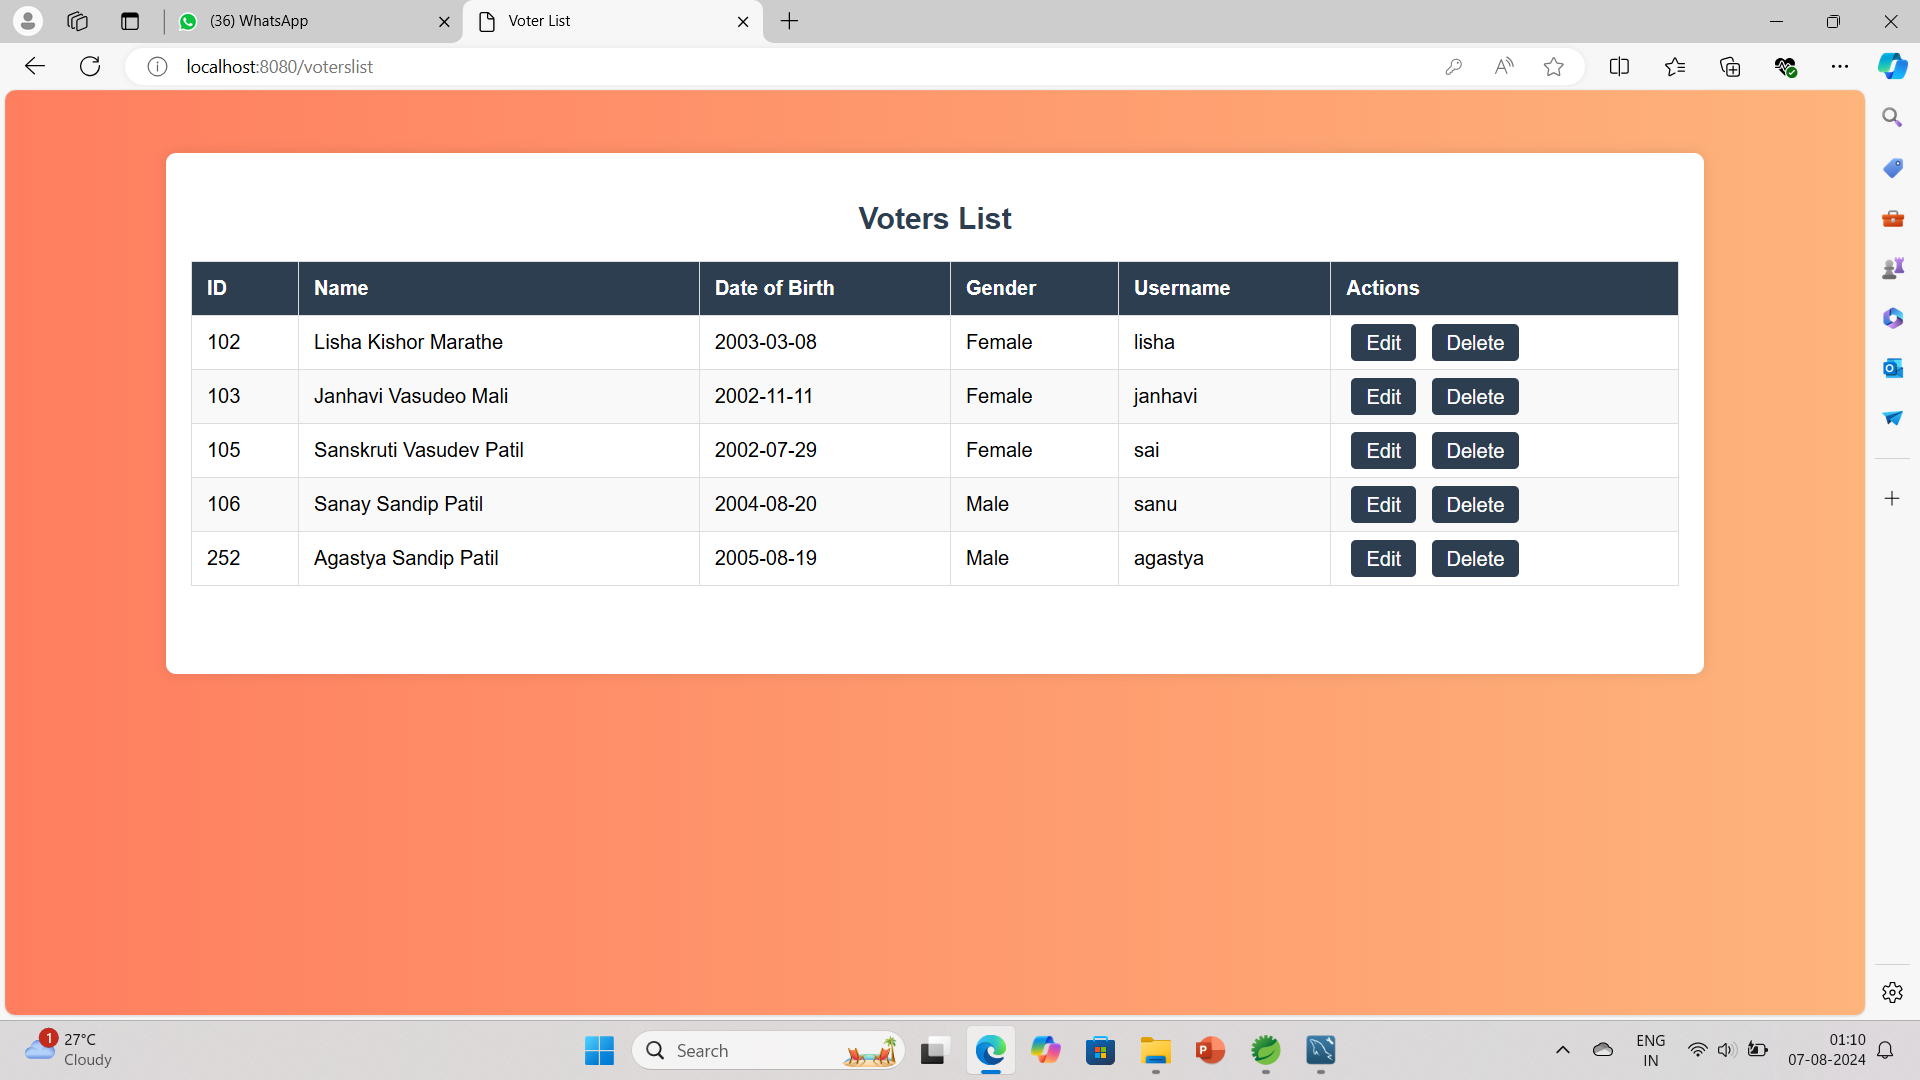 (36) WhatsApp
Voter List
localhost:8080/voterslist
Voters List
ID Name Date of Birth Gender Username Actions
102 Lisha Kishor Marathe 2003-03-08 Female lisha Edit Delete
103 Janhavi Vasudeo Mali 2002-11-11 Female janhavi Edit Delete
105 Sanskruti Vasudev Patil 2002-07-29 Female sai Edit Delete
106 Sanay Sandip Patil 2004-08-20 Male sanu Edit Delete
252 Agastya Sandip Patil 2005-08-19 Male agastya Edit Delete
1
27°C
Cloudy
Search
ENG
IN
01:10
07-08-2024